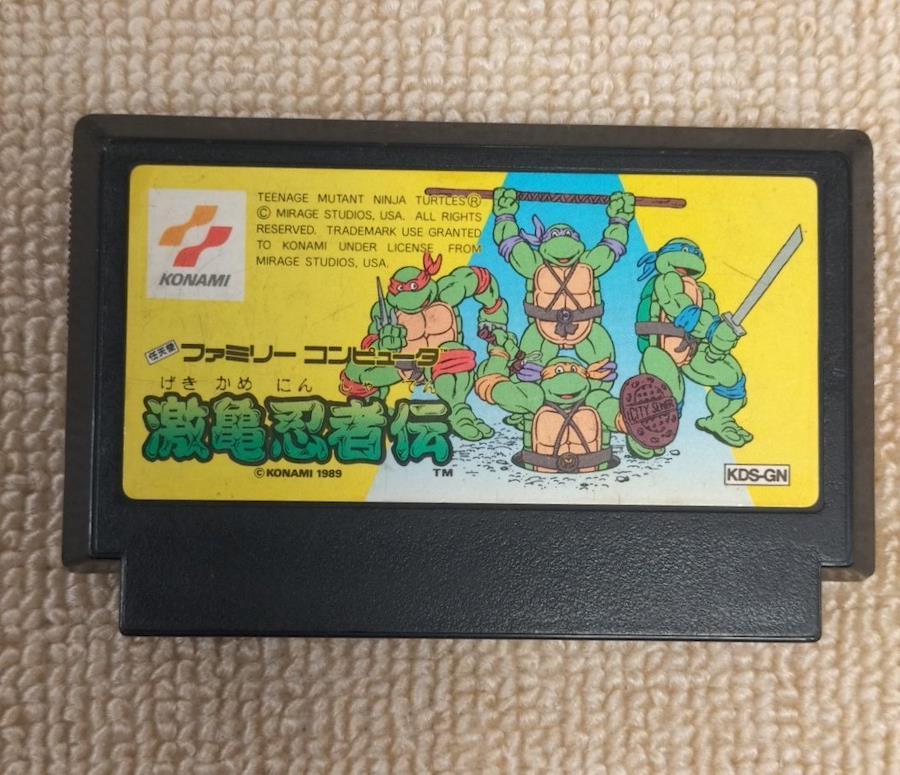 TEENAGE MUTANT NINJA TURTLES®
© MIRAGE STUDIOS, USA. ALL RIGHTS
RESERVED. TRADEMARK USE GRANTED
TO KONAMI UNDER LICENSE FROM
MIRAGE STUDIOS, USA.
KONAMI
任天堂 ファミリー コンピュータ
げき かめ にん じゃ でん
激亀忍者伝
TM
© KONAMI 1989
CITY SEWER
KDS-GN